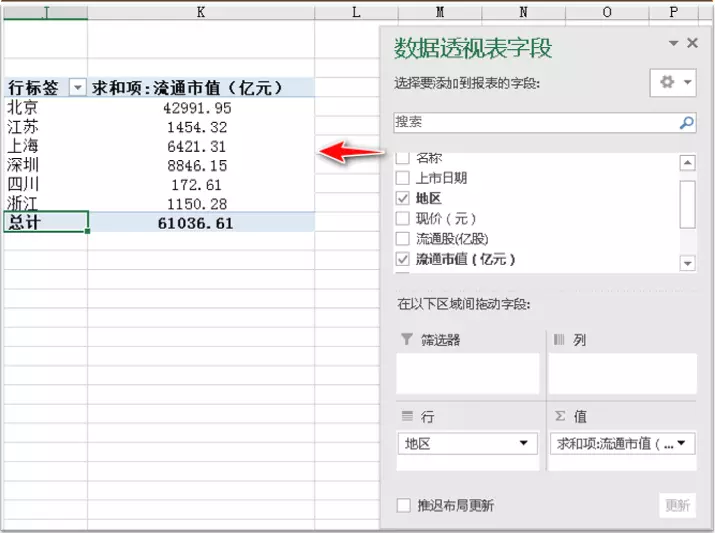 J K L M N O P
行标签 求和项:流通市值（亿元）
北京 42991.95
江苏 1454.32
上海 6421.31
深圳 8846.15
四川 172.61
浙江 1150.28
总计 61036.61
数据透视表字段
选择要添加到报表的字段:
搜索
名称
上市日期
地区
现价（元）
流通股(亿股)
流通市值（亿元）
在以下区域间拖动字段:
筛选器
列
行
Σ 值
地区
求和项:流通市值（...
推迟布局更新
更新